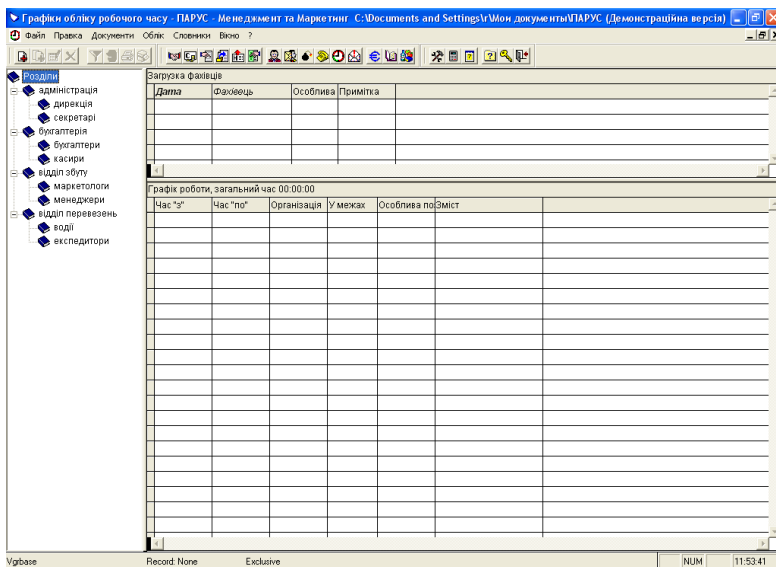 Графіки обліку робочого часу - ПАРУС - Менеджмент та Маркетинг C:\Documents and Settings\r\Мои документы\ПАРУС (Демонстраційна версія)
Файл Правка Документи Облік Словники Вікно ?
Розділи
адміністрація
дирекція
секретарі
бухгалтерія
бухгалтери
касири
відділ збуту
маркетологи
менеджери
відділ перевезень
водії
експедитори
Загрузка фахівців
Дата Фахівець Особлива Примітка
Графік роботи, загальний час 00:00:00
Час "з" Час "по" Організація У межах Особлива по Зміст
Vgrbase Record: None Exclusive NUM 11:53:41